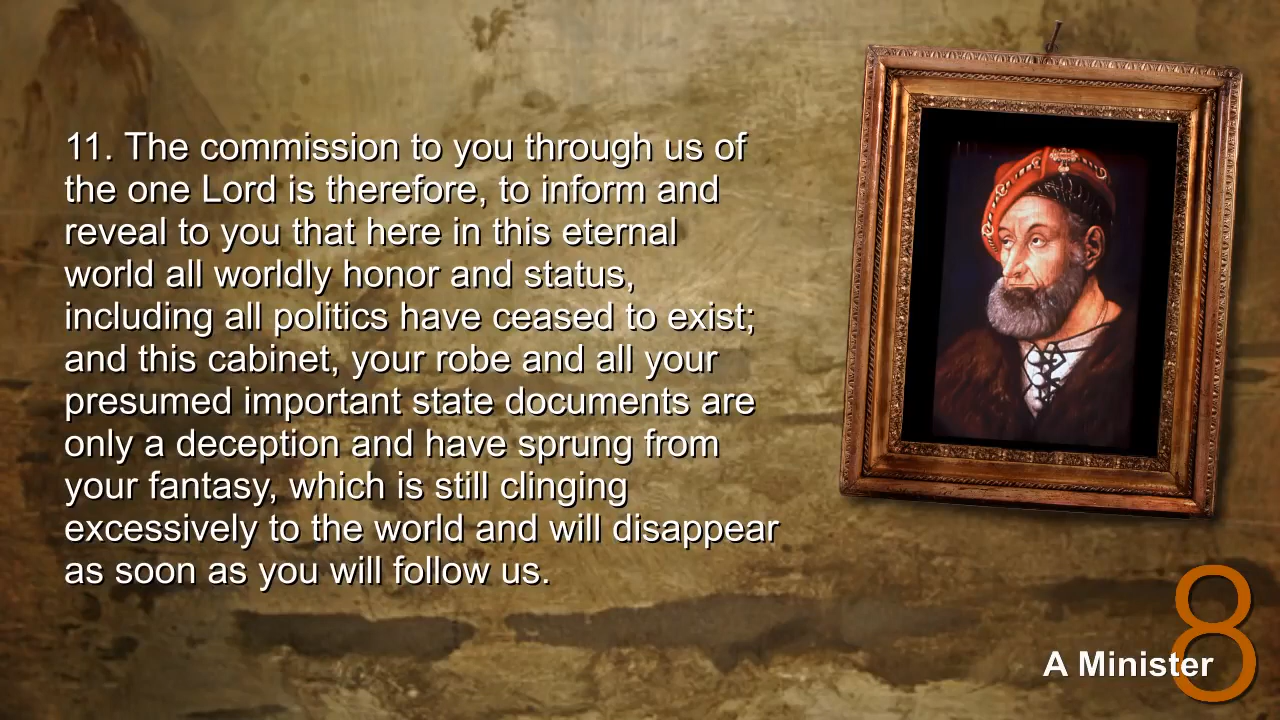 11. The commission to you through us of
the one Lord is therefore, to inform and
reveal to you that here in this eternal
world all worldly honor and status,
including all politics have ceased to exist;
and this cabinet, your robe and all your
presumed important state documents are
only a deception and have sprung from
your fantasy, which is still clinging
excessively to the world and will disappear
as soon as you will follow us.
8
A Minister